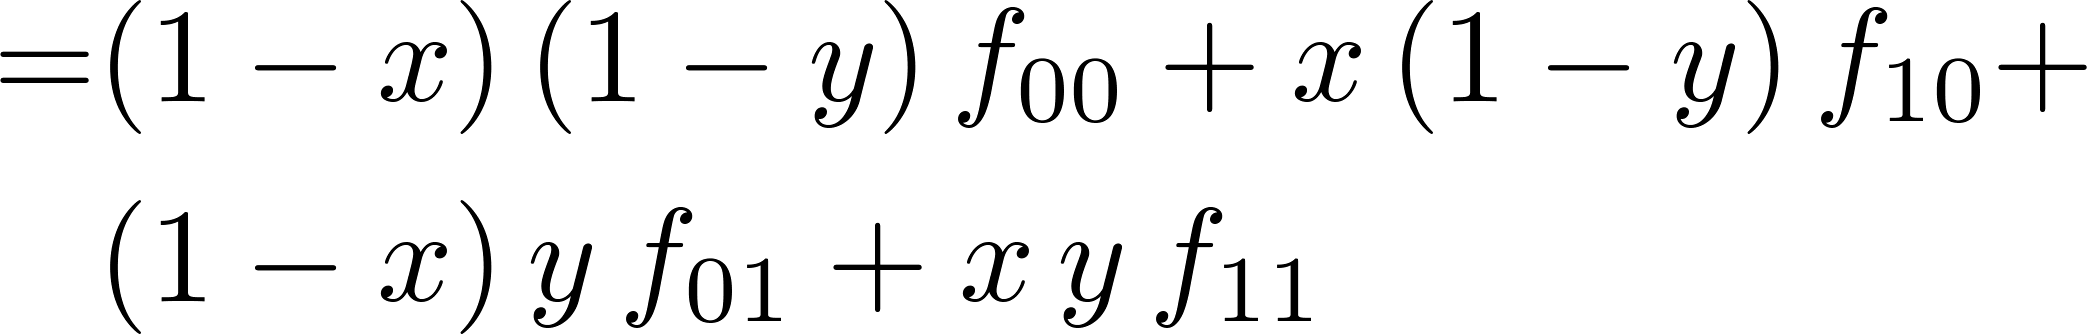 =(1 − x) (1 − y) f₀₀ + x (1 − y) f₁₀+
(1 − x) y f₀₁ + x y f₁₁